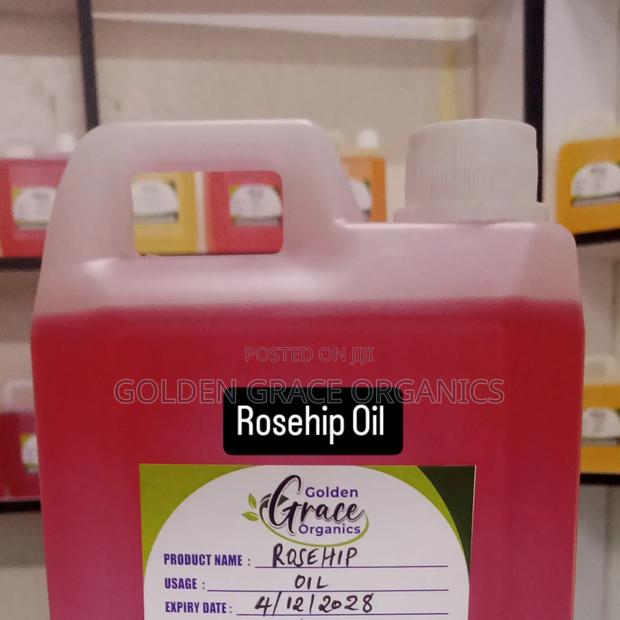 POSTED ON JIJI
GOLDEN GRACE ORGANICS
Rosehip Oil
Golden
Grace
Organics
PRODUCT NAME : ROSEHIP
USAGE : OIL
EXPIRY DATE : 4/12/2028